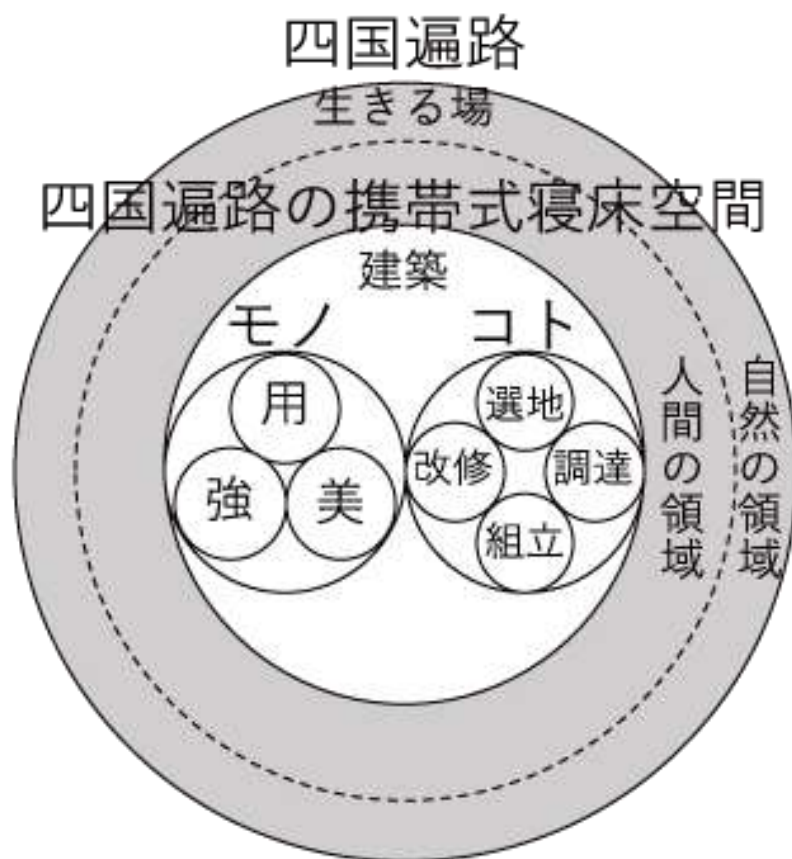 四国遍路
生きる場
四国遍路の携帯式寝床空間
建築
モノ
コト
用
強
美
選地
改修
調達
組立
人間の領域
自然の領域